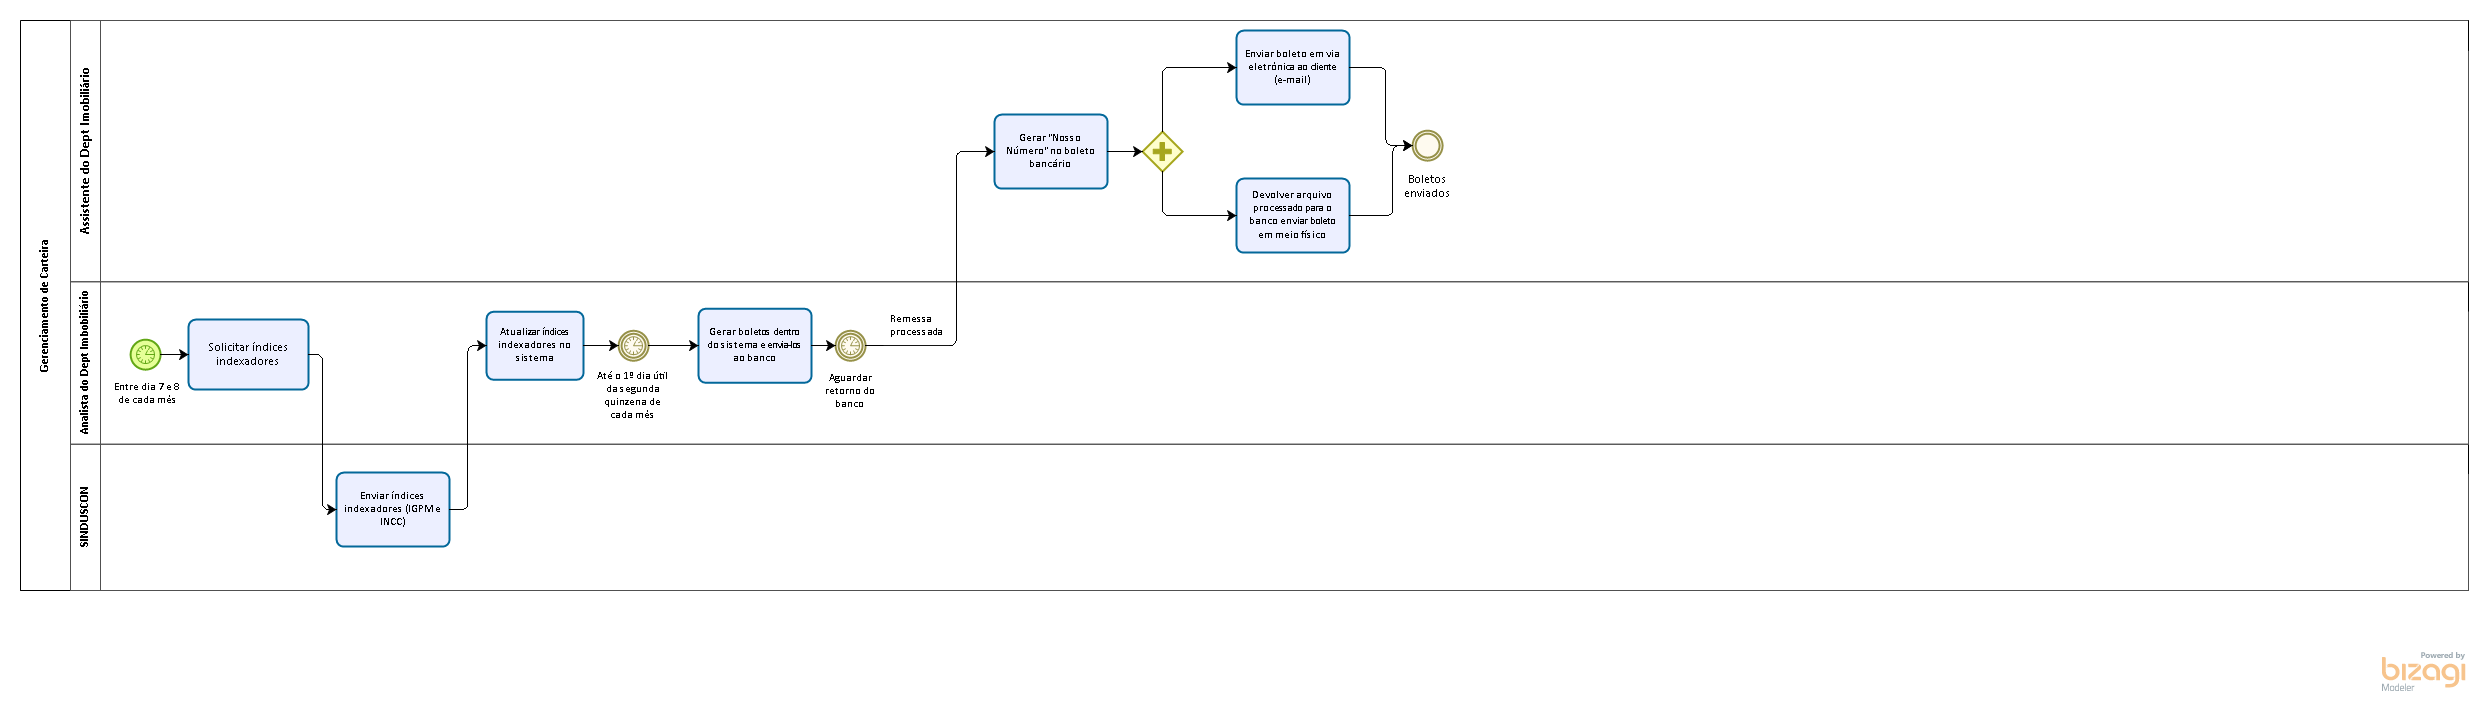 Gerenciamento de Carteira
Assistente do Dept Imobiliário
Enviar boleto em via
eletrônica ao cliente
(e-mail)
Gerar "Nosso
Número" no boleto
bancário
Boletos
enviados
Devolver arquivo
processado para o
banco enviar boleto
em meio físico
Analista do Dept Imbobiliário
Entre dia 7 e 8
de cada mês
Solicitar índices
indexadores
Atualizar índices
indexadores no
sistema
Até o 1º dia útil
da segunda
quinzena de
cada mês
Gerar boletos dentro
do sistema e envia-los
ao banco
Aguardar
retorno do
banco
Remessa
processada
SINDUSCON
Enviar índices
indexadores (IGPM e
INCC)
Powered by
bizagi
Modeler